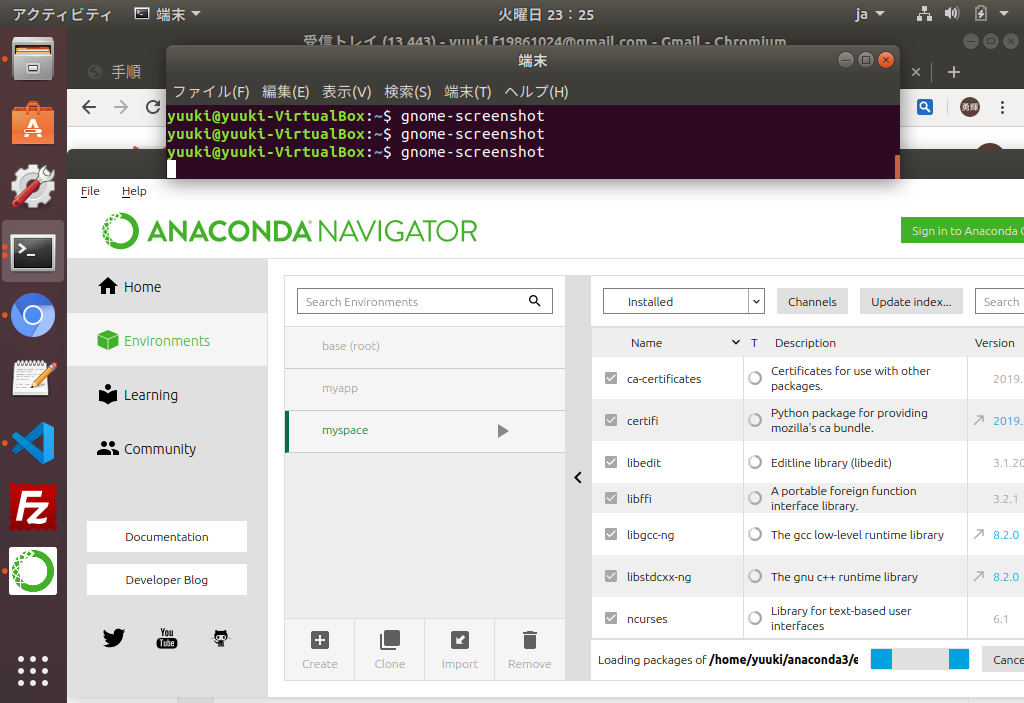 アクティビティ 端末 火曜日 23：25 ja
受信トレイ (13,443) - yuuki.f19861024@gmail.com - Gmail - Chromium
手順
端末
ファイル(F) 編集(E) 表示(V) 検索(S) 端末(T) ヘルプ(H)
勇輝
yuuki@yuuki-VirtualBox:~$ gnome-screenshot
yuuki@yuuki-VirtualBox:~$ gnome-screenshot
yuuki@yuuki-VirtualBox:~$ gnome-screenshot
File Help
ANACONDA NAVIGATOR
Sign in to Anaconda
Home
Environments
Learning
Community
Documentation
Developer Blog
You Tube
Search Environments
base (root)
myapp
myspace
Create Clone Import Remove
Installed Channels Update index... Search
Name T Description Version
ca-certificates Certificates for use with other packages. 2019.
certifi Python package for providing mozilla's ca bundle. 2019.
libedit Editline library (libedit) 3.1.20
libffi A portable foreign function interface library. 3.2.1
libgcc-ng The gcc low-level runtime library 8.2.0
libstdcxx-ng The gnu c++ runtime library 8.2.0
ncurses Library for text-based user interfaces 6.1
Loading packages of /home/yuuki/anaconda3/e Cance